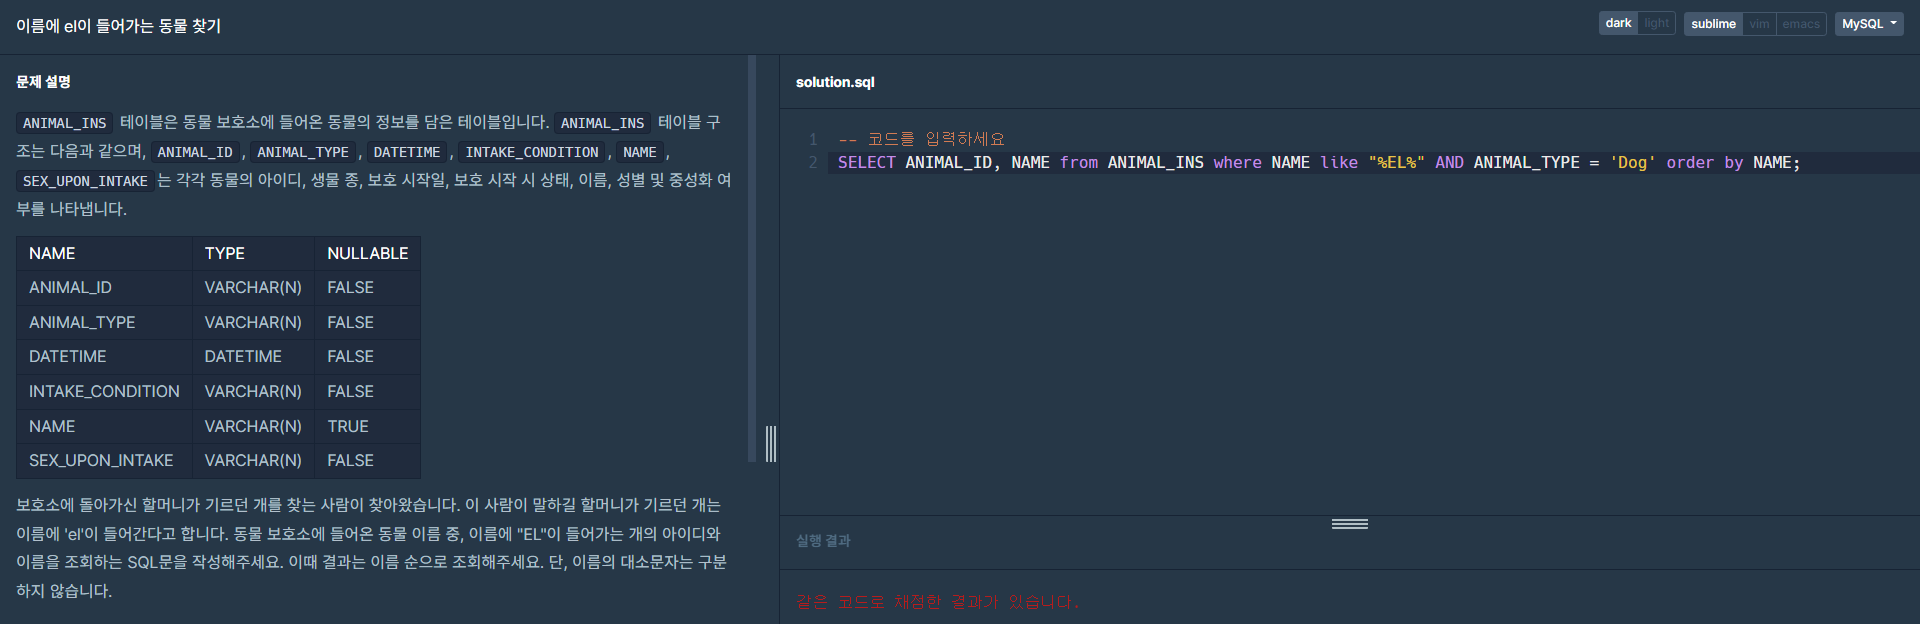 이름에 el이 들어가는 동물 찾기
dark light sublime vim emacs MySQL
문제 설명
ANIMAL_INS 테이블은 동물 보호소에 들어온 동물의 정보를 담은 테이블입니다. ANIMAL_INS 테이블 구
조는 다음과 같으며, ANIMAL_ID, ANIMAL_TYPE, DATETIME, INTAKE_CONDITION, NAME,
SEX_UPON_INTAKE는 각각 동물의 아이디, 생물 종, 보호 시작일, 보호 시작 시 상태, 이름, 성별 및 중성화 여
부를 나타냅니다.
NAME TYPE NULLABLE
ANIMAL_ID VARCHAR(N) FALSE
ANIMAL_TYPE VARCHAR(N) FALSE
DATETIME DATETIME FALSE
INTAKE_CONDITION VARCHAR(N) FALSE
NAME VARCHAR(N) TRUE
SEX_UPON_INTAKE VARCHAR(N) FALSE
보호소에 돌아가신 할머니가 기르던 개를 찾는 사람이 찾아왔습니다. 이 사람이 말하길 할머니가 기르던 개는
이름에 'el'이 들어간다고 합니다. 동물 보호소에 들어온 동물 이름 중, 이름에 "EL"이 들어가는 개의 아이디와
이름을 조회하는 SQL문을 작성해주세요. 이때 결과는 이름 순으로 조회해주세요. 단, 이름의 대소문자는 구분
하지 않습니다.
solution.sql
1 -- 코드를 입력하세요
2 SELECT ANIMAL_ID, NAME from ANIMAL_INS where NAME like "%EL%" AND ANIMAL_TYPE = 'Dog' order by NAME;
실행 결과
같은 코드로 채점한 결과가 있습니다.